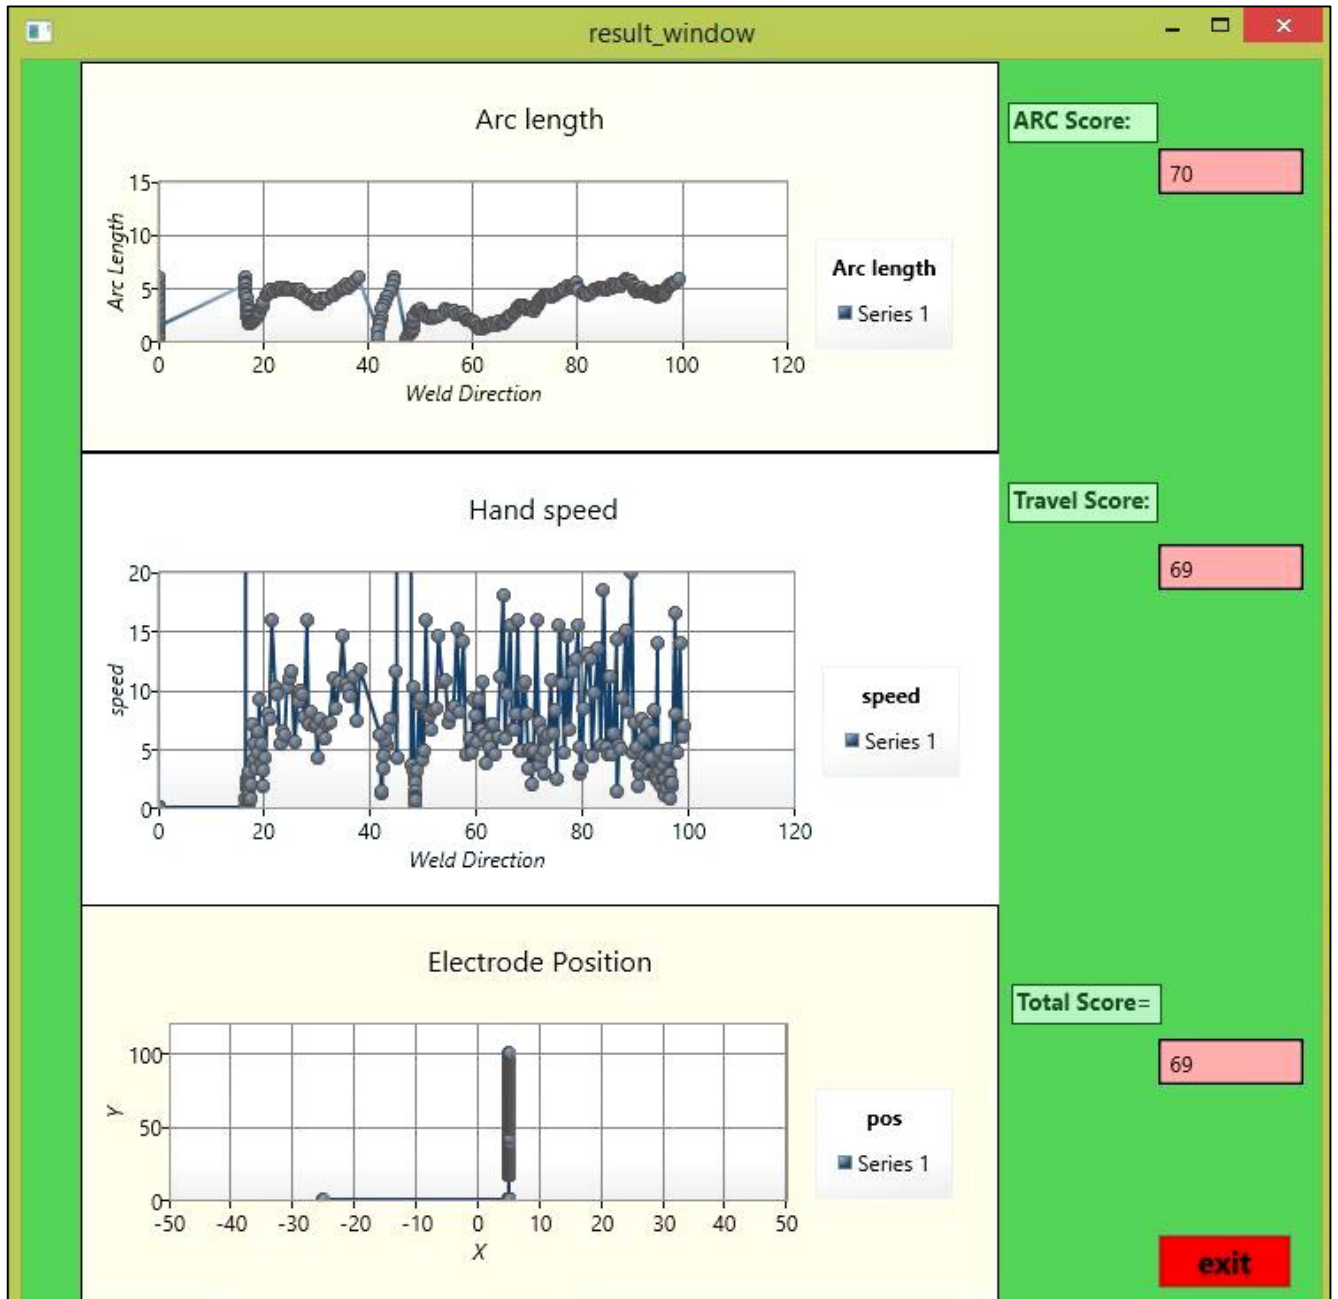 result_window
Arc length
ARC Score:
70
15
10
5
0
Arc Length
0 20 40 60 80 100 120
Weld Direction
Arc length
Series 1
Hand speed
Travel Score:
69
20
15
10
5
0
speed
0 20 40 60 80 100 120
Weld Direction
speed
Series 1
Electrode Position
Total Score=
69
100
50
0
Y
-50 -40 -30 -20 -10 0 10 20 30 40 50
X
pos
Series 1
exit